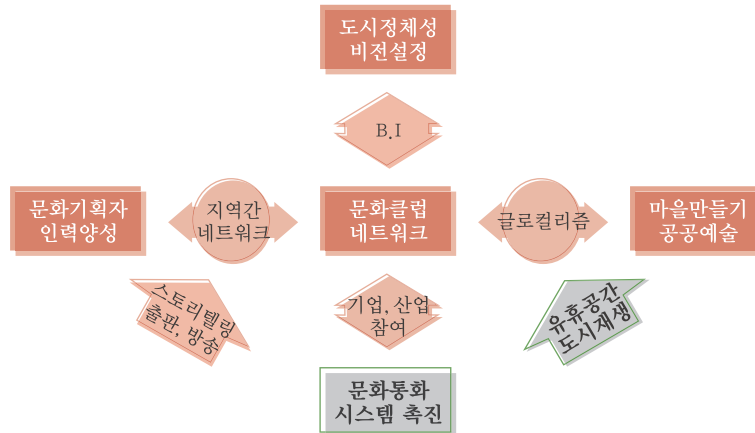 도시정체성
비전설정
B.I
문화기획자
인력양성
지역간
네트워크
문화클럽
네트워크
글로컬리즘
마을만들기
공공예술
스토리텔링
출판, 방송
기업, 산업
참여
유휴공간
도시재생
문화통화
시스템 촉진